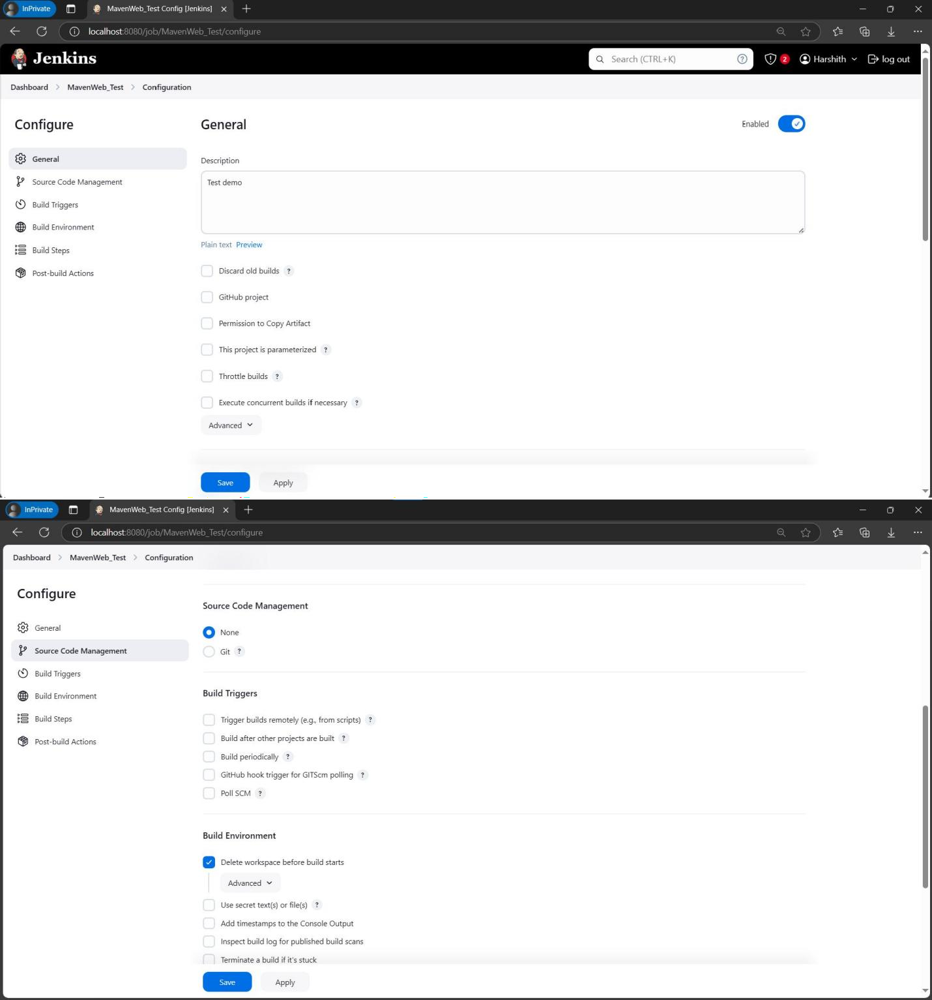 InPrivate
MavenWeb_Test Config [Jenkins]
localhost:8080/job/MavenWeb_Test/configure
Jenkins
Search (CTRL+K)
2
Harshith
log out
Dashboard
MavenWeb_Test
Configuration
Configure
General
Source Code Management
Build Triggers
Build Environment
Build Steps
Post-build Actions
General
Enabled
Description
Test demo
Plain text Preview
Discard old builds ?
GitHub project
Permission to Copy Artifact
This project is parameterized ?
Throttle builds ?
Execute concurrent builds if necessary ?
Advanced
Save
Apply
InPrivate
MavenWeb_Test Config [Jenkins]
localhost:8080/job/MavenWeb_Test/configure
Dashboard
MavenWeb_Test
Configuration
Configure
General
Source Code Management
Build Triggers
Build Environment
Build Steps
Post-build Actions
Source Code Management
None
Git ?
Build Triggers
Trigger builds remotely (e.g., from scripts) ?
Build after other projects are built ?
Build periodically ?
GitHub hook trigger for GITScm polling ?
Poll SCM ?
Build Environment
Delete workspace before build starts
Advanced
Use secret text(s) or file(s) ?
Add timestamps to the Console Output
Inspect build log for published build scans
Terminate a build if it's stuck
Save
Apply